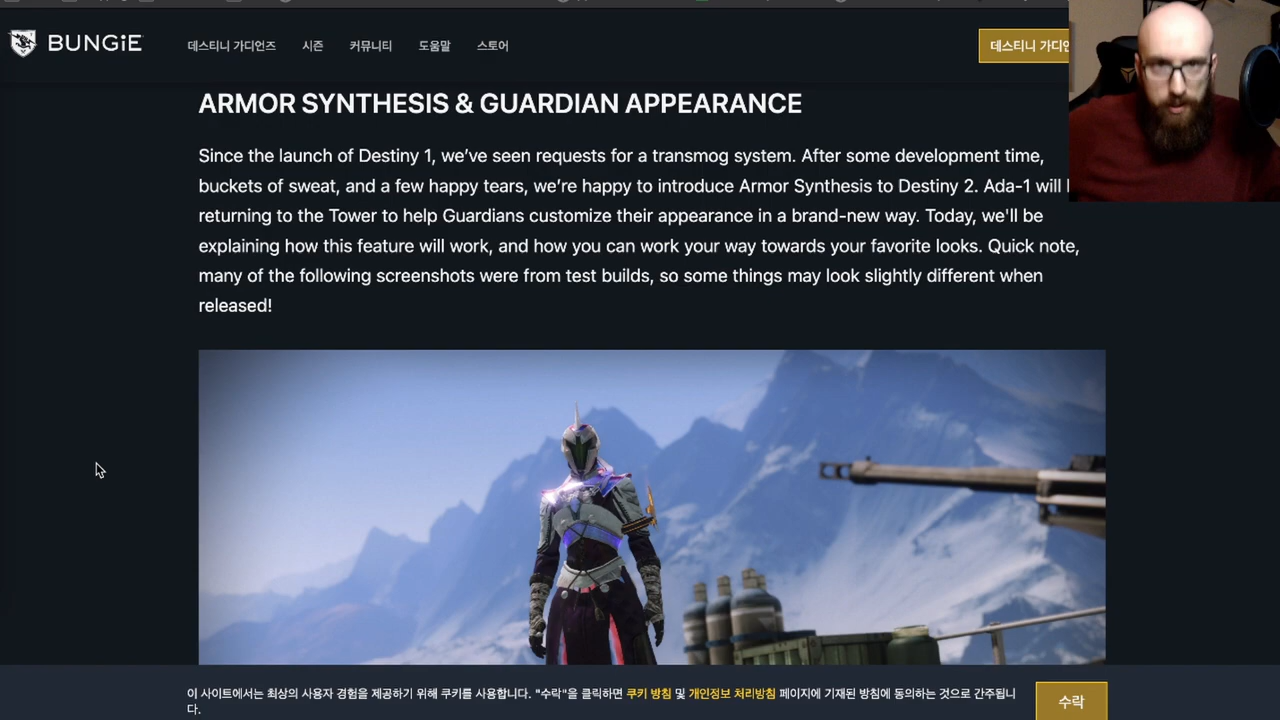 BUNGiE 데스티니 가디언즈 시즌 커뮤니티 도움말 스토어 데스티니
ARMOR SYNTHESIS & GUARDIAN APPEARANCE
Since the launch of Destiny 1, we’ve seen requests for a transmog system. After some development time,
buckets of sweat, and a few happy tears, we’re happy to introduce Armor Synthesis to Destiny 2. Ada-1 will
returning to the Tower to help Guardians customize their appearance in a brand-new way. Today, we'll be
explaining how this feature will work, and how you can work your way towards your favorite looks. Quick note,
many of the following screenshots were from test builds, so some things may look slightly different when
released!
이 사이트에서는 최상의 사용자 경험을 제공하기 위해 쿠키를 사용합니다. "수락"을 클릭하면 쿠키 방침 및 개인정보 처리방침 페이지에 기재된 방침에 동의하는 것으로 간주됩니
다.
수락